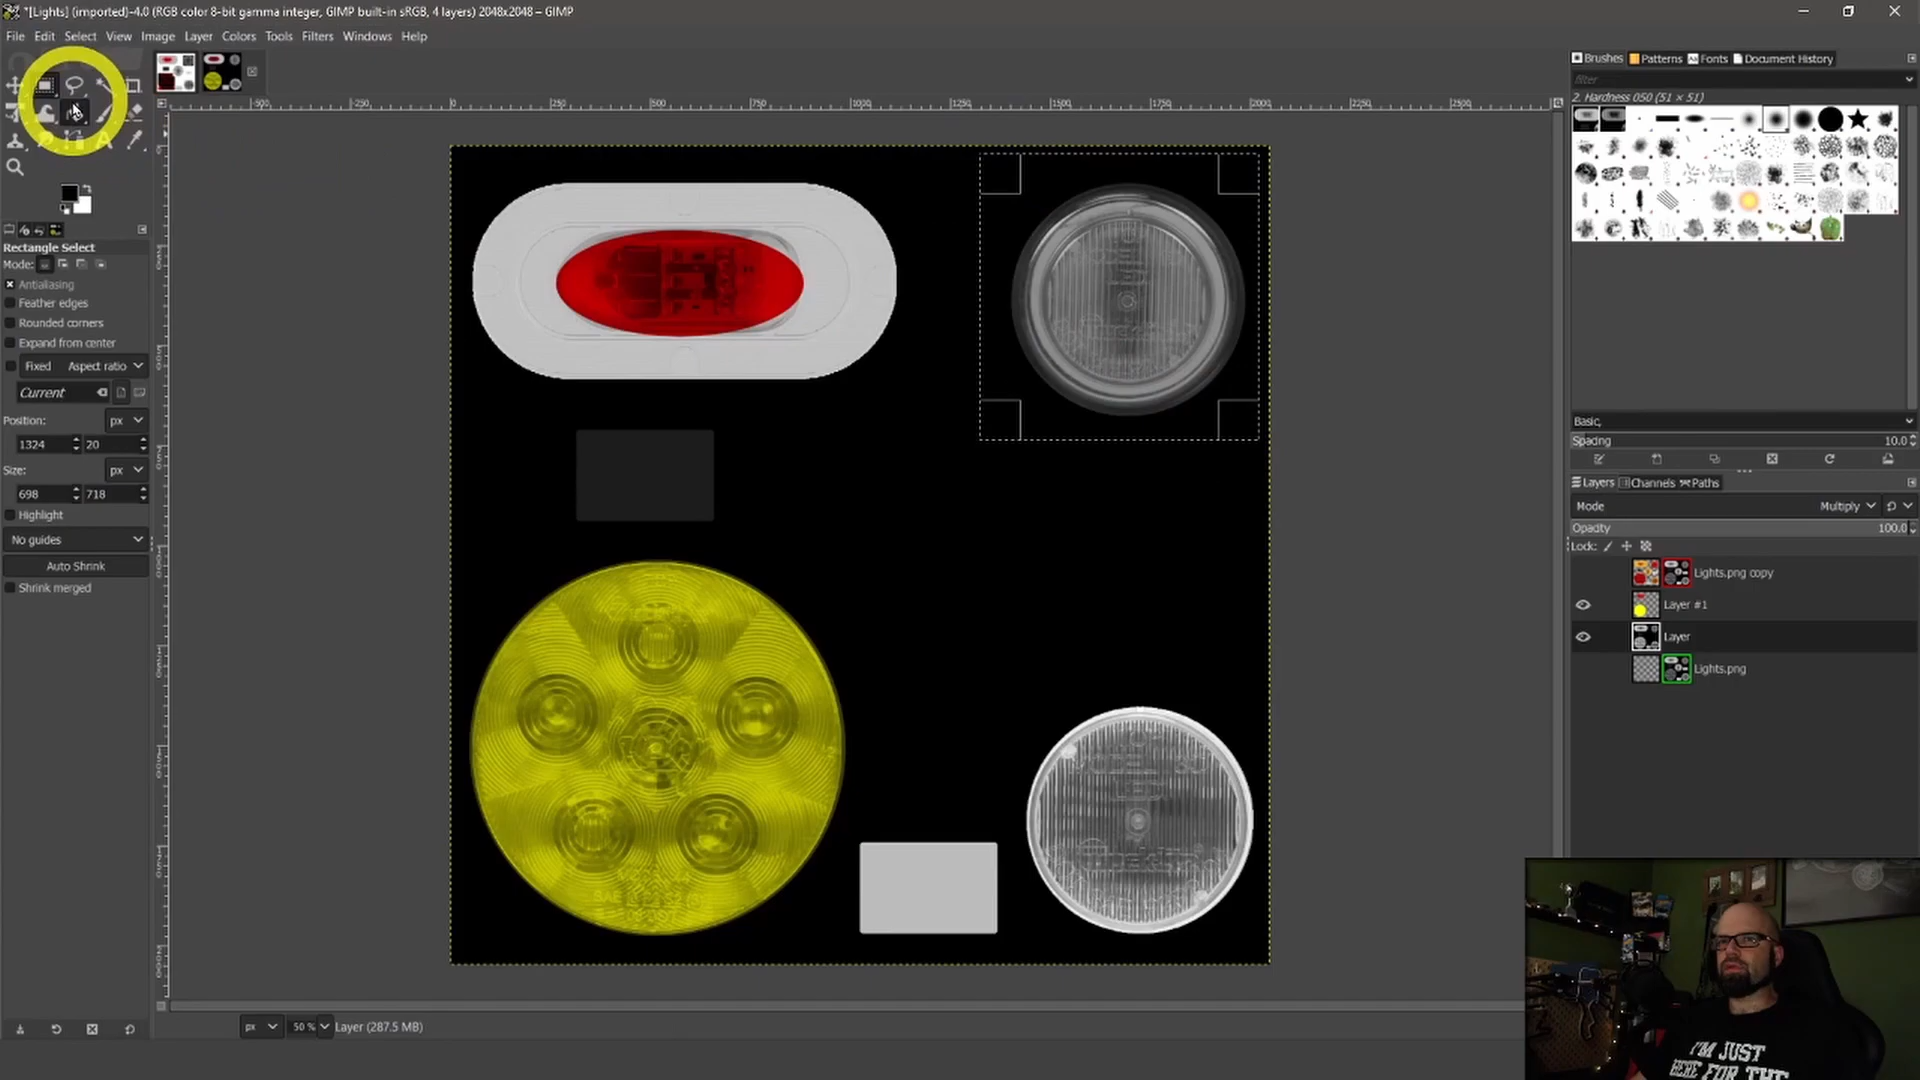 *[Lights] (imported)-4.0 (RGB color 8-bit gamma integer, GIMP built-in sRGB, 4 layers) 2048x2048 – GIMP
File Edit Select View Image Layer Colors Tools Filters Windows Help
Brushes Patterns Fonts Document History
filter
2. Hardness 050 (51 × 51)
Rectangle Select
Mode:
Antialiasing
Feather edges
Rounded corners
Expand from center
Fixed Aspect ratio
Current
Position: px
1324 20
Size: px
698 718
Highlight
No guides
Auto Shrink
Shrink merged
Basic,
Spacing 10.0
Layers Channels Paths
Mode Multiply
Opacity 100.0
Lock:
Lights.png copy
Layer #1
Layer
Lights.png
px 50 % Layer (287.5 MB)
I'M JUST
HERE FOR THE